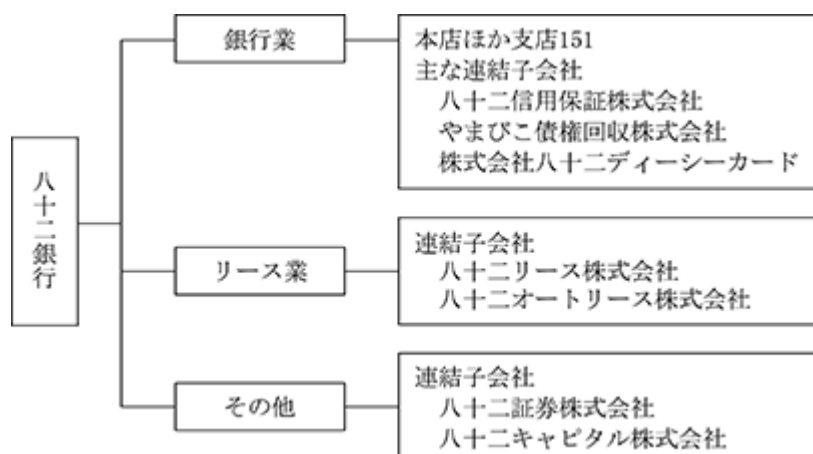 八十二銀行
銀行業
本店ほか支店151
主な連結子会社
八十二信用保証株式会社
やまびこ債権回収株式会社
株式会社八十二ディーシーカード
リース業
連結子会社
八十二リース株式会社
八十二オートリース株式会社
その他
連結子会社
八十二証券株式会社
八十二キャピタル株式会社